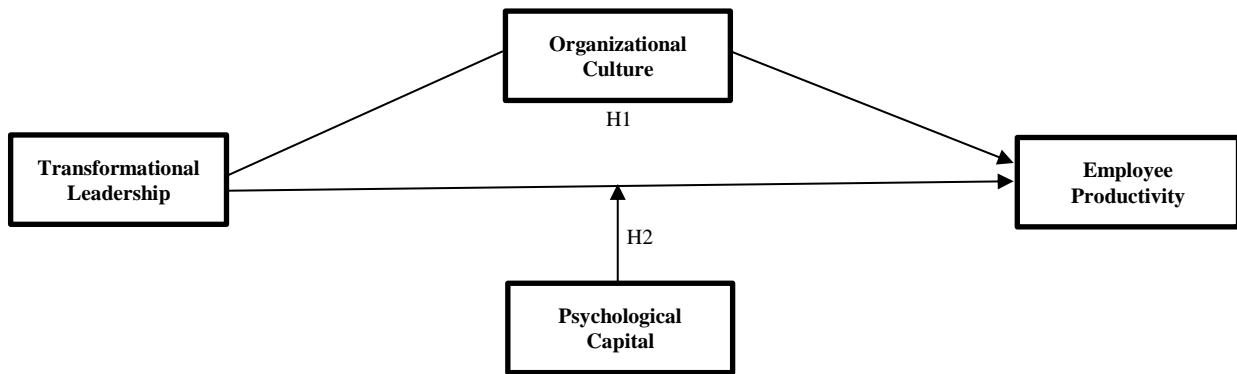 Organizational
Culture
H1
Transformational
Leadership
Employee
Productivity
H2
Psychological
Capital